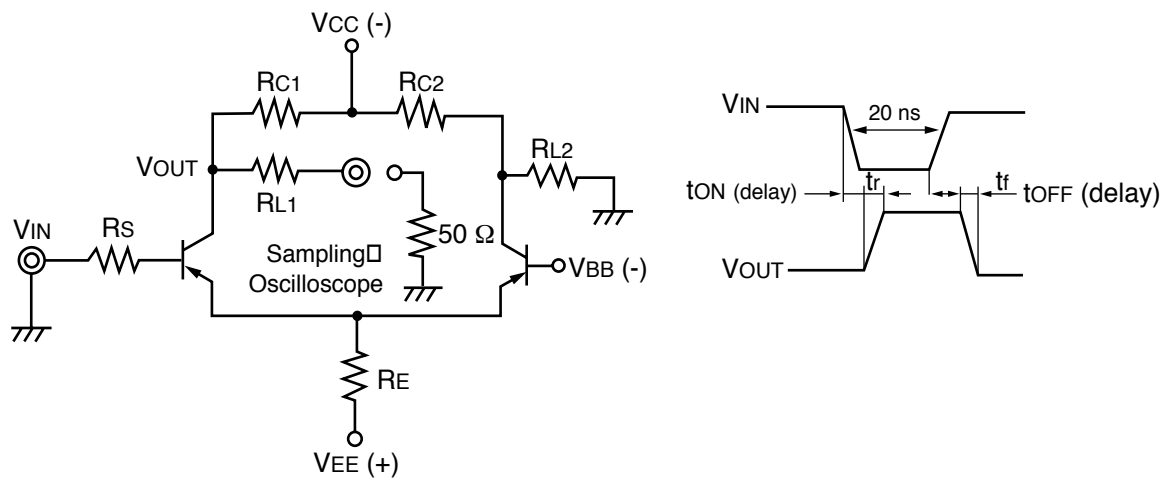 VCC (-)
RC1
RC2
VOUT
RL1
RL2
VIN
RS
Sampling□
Oscilloscope
50 Ω
VBB (-)
RE
VEE (+)
VIN
20 ns
tON (delay)
tr
tf
tOFF (delay)
VOUT